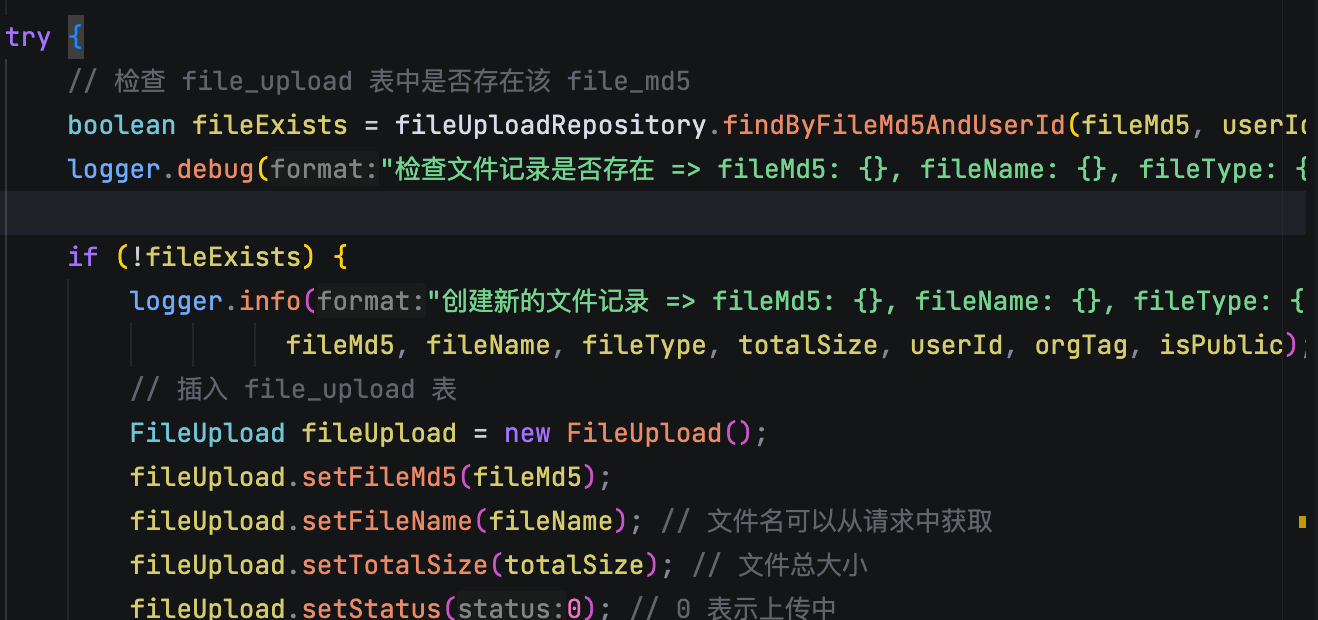 try {
// 检查 file_upload 表中是否存在该 file_md5
boolean fileExists = fileUploadRepository.findByFileMd5AndUserId(fileMd5, userId
logger.debug(format:"检查文件记录是否存在 => fileMd5: {}, fileName: {}, fileType: {
if (!fileExists) {
logger.info(format:"创建新的文件记录 => fileMd5: {}, fileName: {}, fileType: {
fileMd5, fileName, fileType, totalSize, userId, orgTag, isPublic);
// 插入 file_upload 表
FileUpload fileUpload = new FileUpload();
fileUpload.setFileMd5(fileMd5);
fileUpload.setFileName(fileName); // 文件名可以从请求中获取
fileUpload.setTotalSize(totalSize); // 文件总大小
fileUpload.setStatus(status:0); // 0 表示上传中